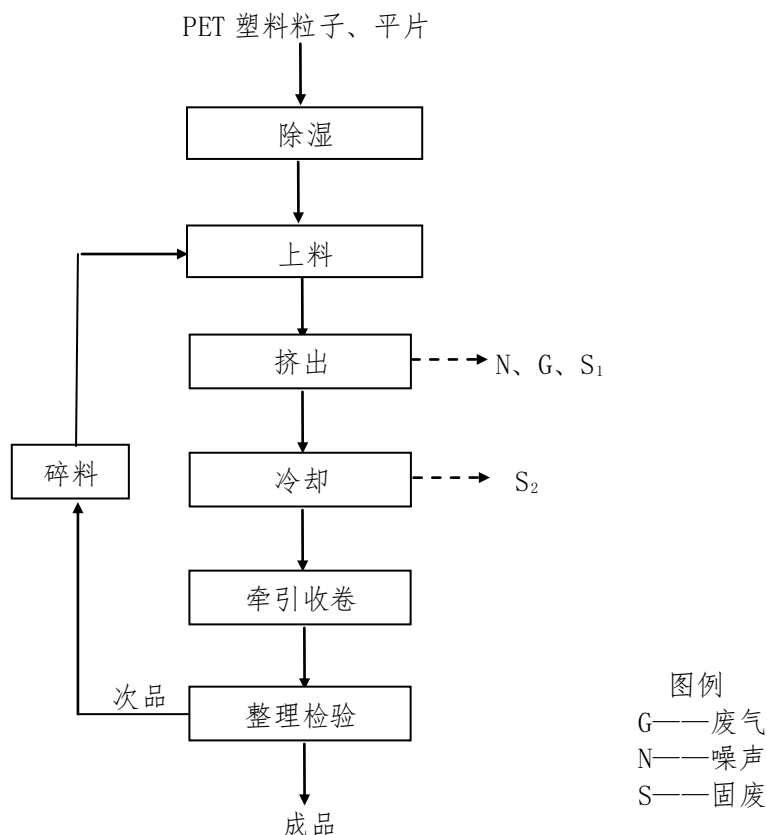 PET 塑料粒子、平片
除湿
上料
挤出
N、G、S₁
碎料
冷却
S₂
牵引收卷
次品
整理检验
成品
图例
G——废气
N——噪声
S——固废